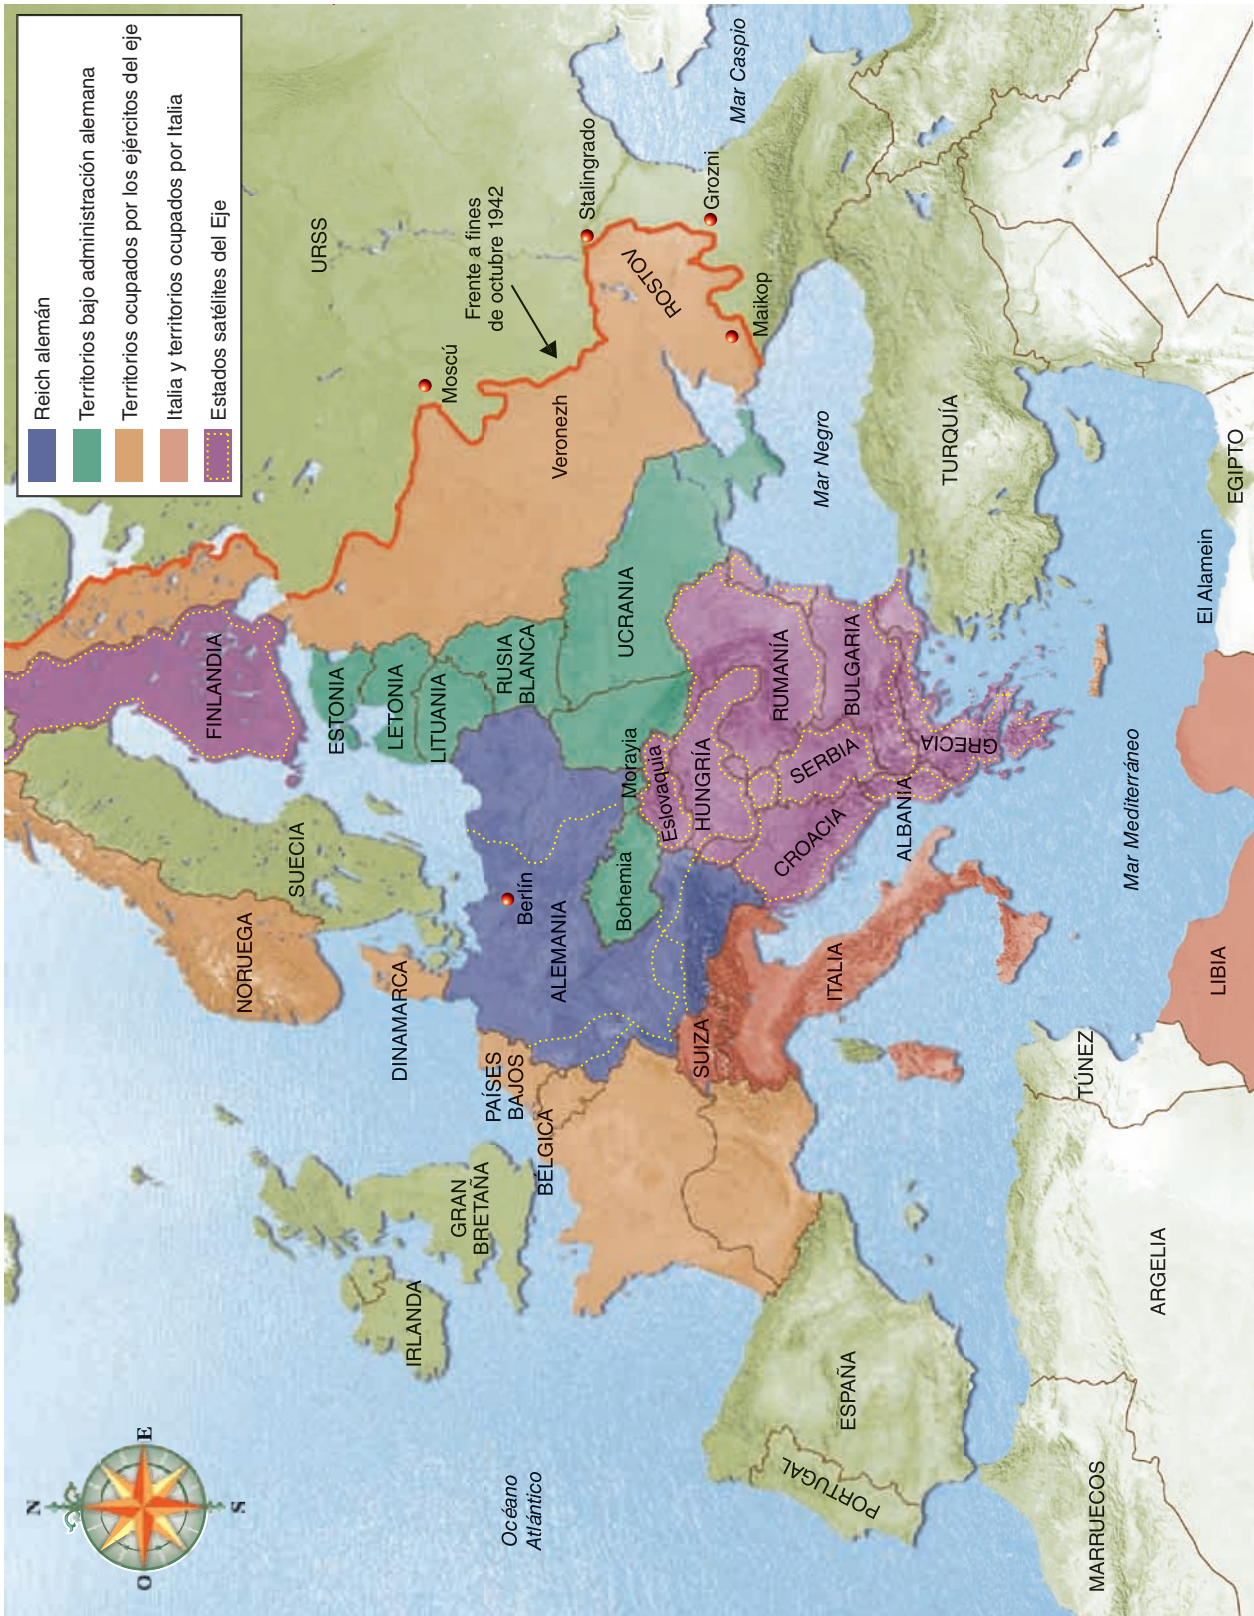 Reich alemán
Territorios bajo administración alemana
Territorios ocupados por los ejércitos del eje
Italia y territorios ocupados por Italia
Estados satélites del Eje
N
O
E
S
Océano
Atlántico
IRLANDA
GRAN
BRETAÑA
NORUEGA
SUECIA
FINLANDIA
DINAMARCA
PAÍSES
BAJOS
BÉLGICA
ESTONIA
LETONIA
LITUANIA
RUSIA
BLANCA
URSS
Moscú
Frente a fines
de octubre 1942
Veronezh
Stalingrado
ROSTOV
Grozni
Maikop
Mar Caspio
Berlín
ALEMANIA
Bohemia
Morayia
Eslovaquia
UCRANIA
HUNGRÍA
RUMANÍA
SUIZA
CROACIA
SERBIA
BULGARIA
Mar Negro
ITALIA
ALBANIA
GRECIA
TURQUÍA
PORTUGAL
ESPAÑA
Mar Mediterráneo
MARRUECOS
ARGELIA
TÚNEZ
LIBIA
El Alamein
EGIPTO